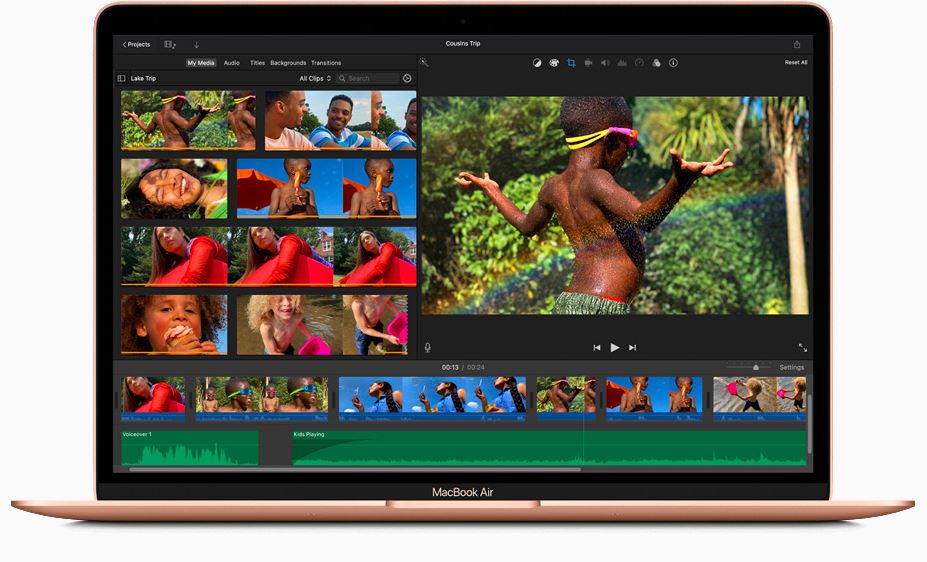 Projects
Cousins Trip
My Media Audio Titles Backgrounds Transitions
Reset All
Lake Trip
All Clips
Search
00:13 / 00:24
Settings
Voiceover 1
Kids Playing
MacBook Air